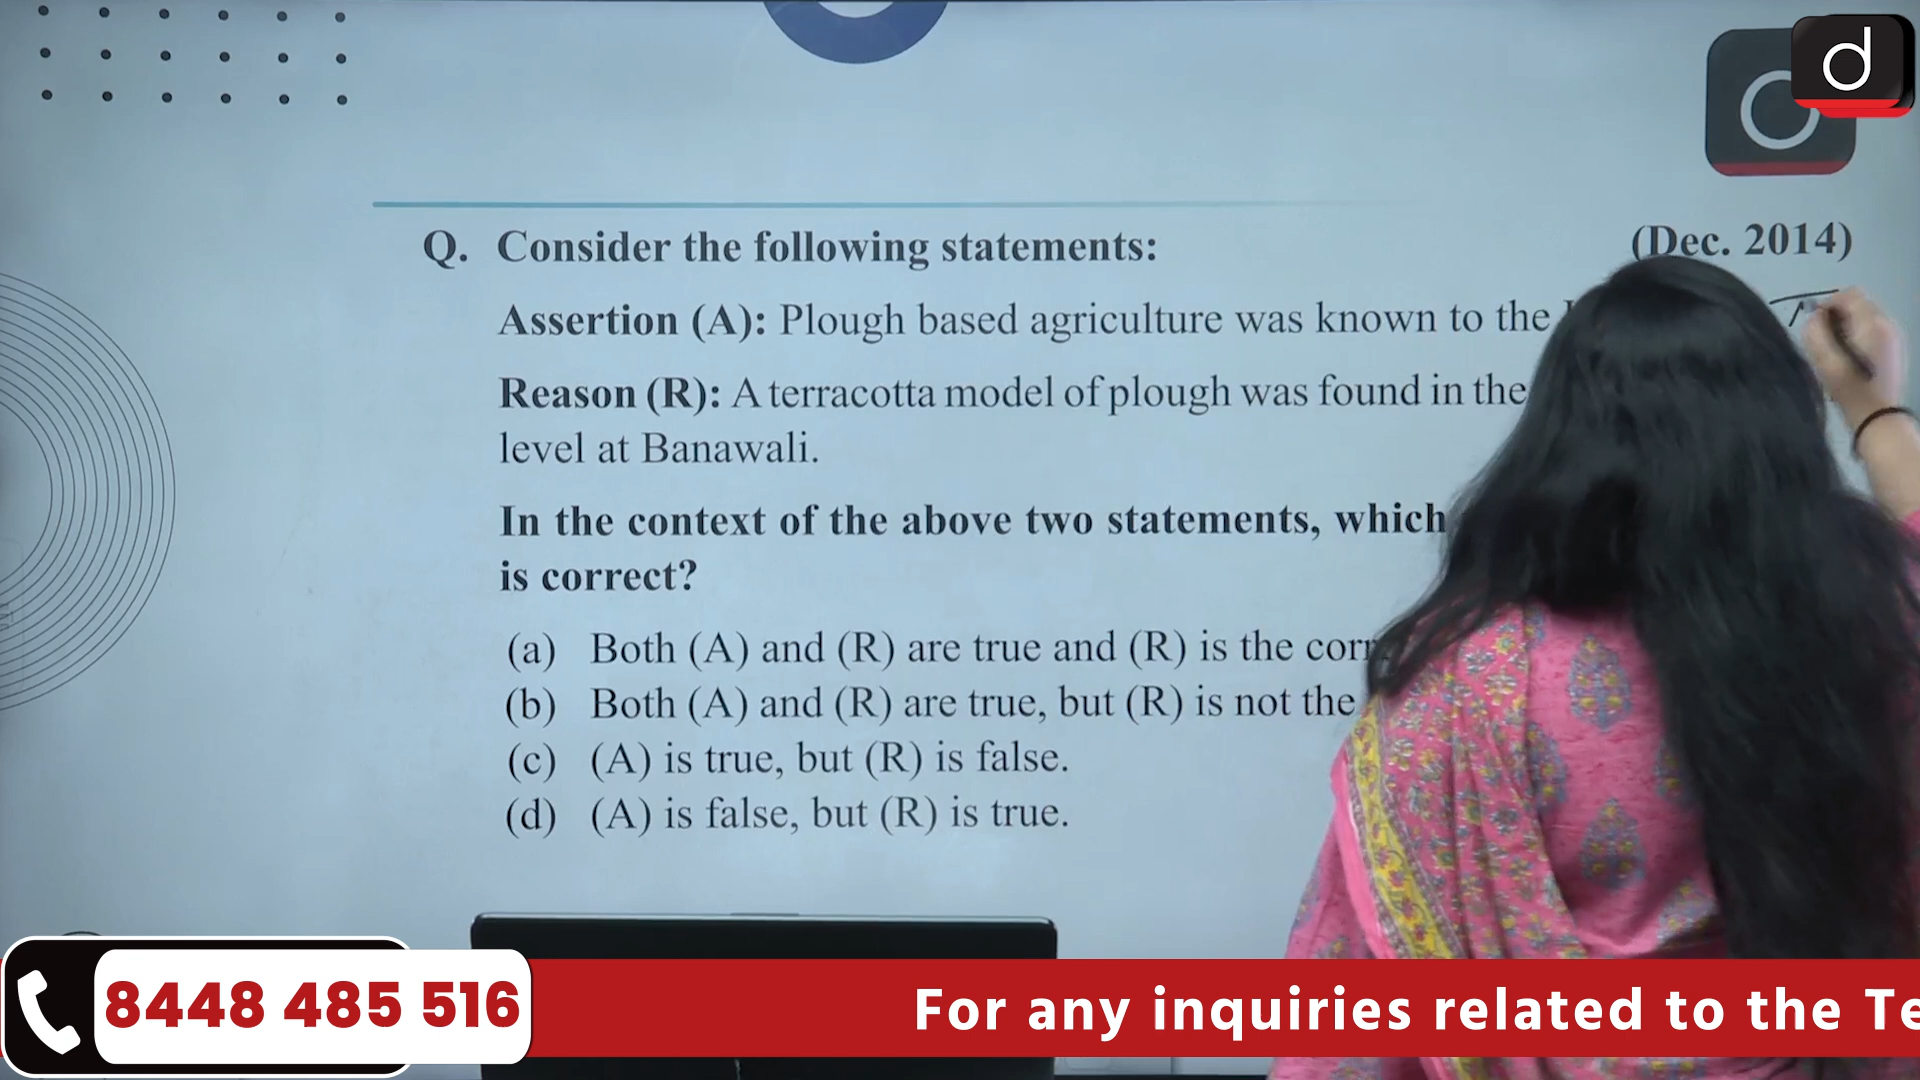 d
Q. Consider the following statements: (Dec. 2014)
Assertion (A): Plough based agriculture was known to the
Reason (R): A terracotta model of plough was found in the
level at Banawali.
In the context of the above two statements, which
is correct?
(a) Both (A) and (R) are true and (R) is the
(b) Both (A) and (R) are true, but (R) is not the
(c) (A) is true, but (R) is false.
(d) (A) is false, but (R) is true.
8448 485 516
For any inquiries related to the